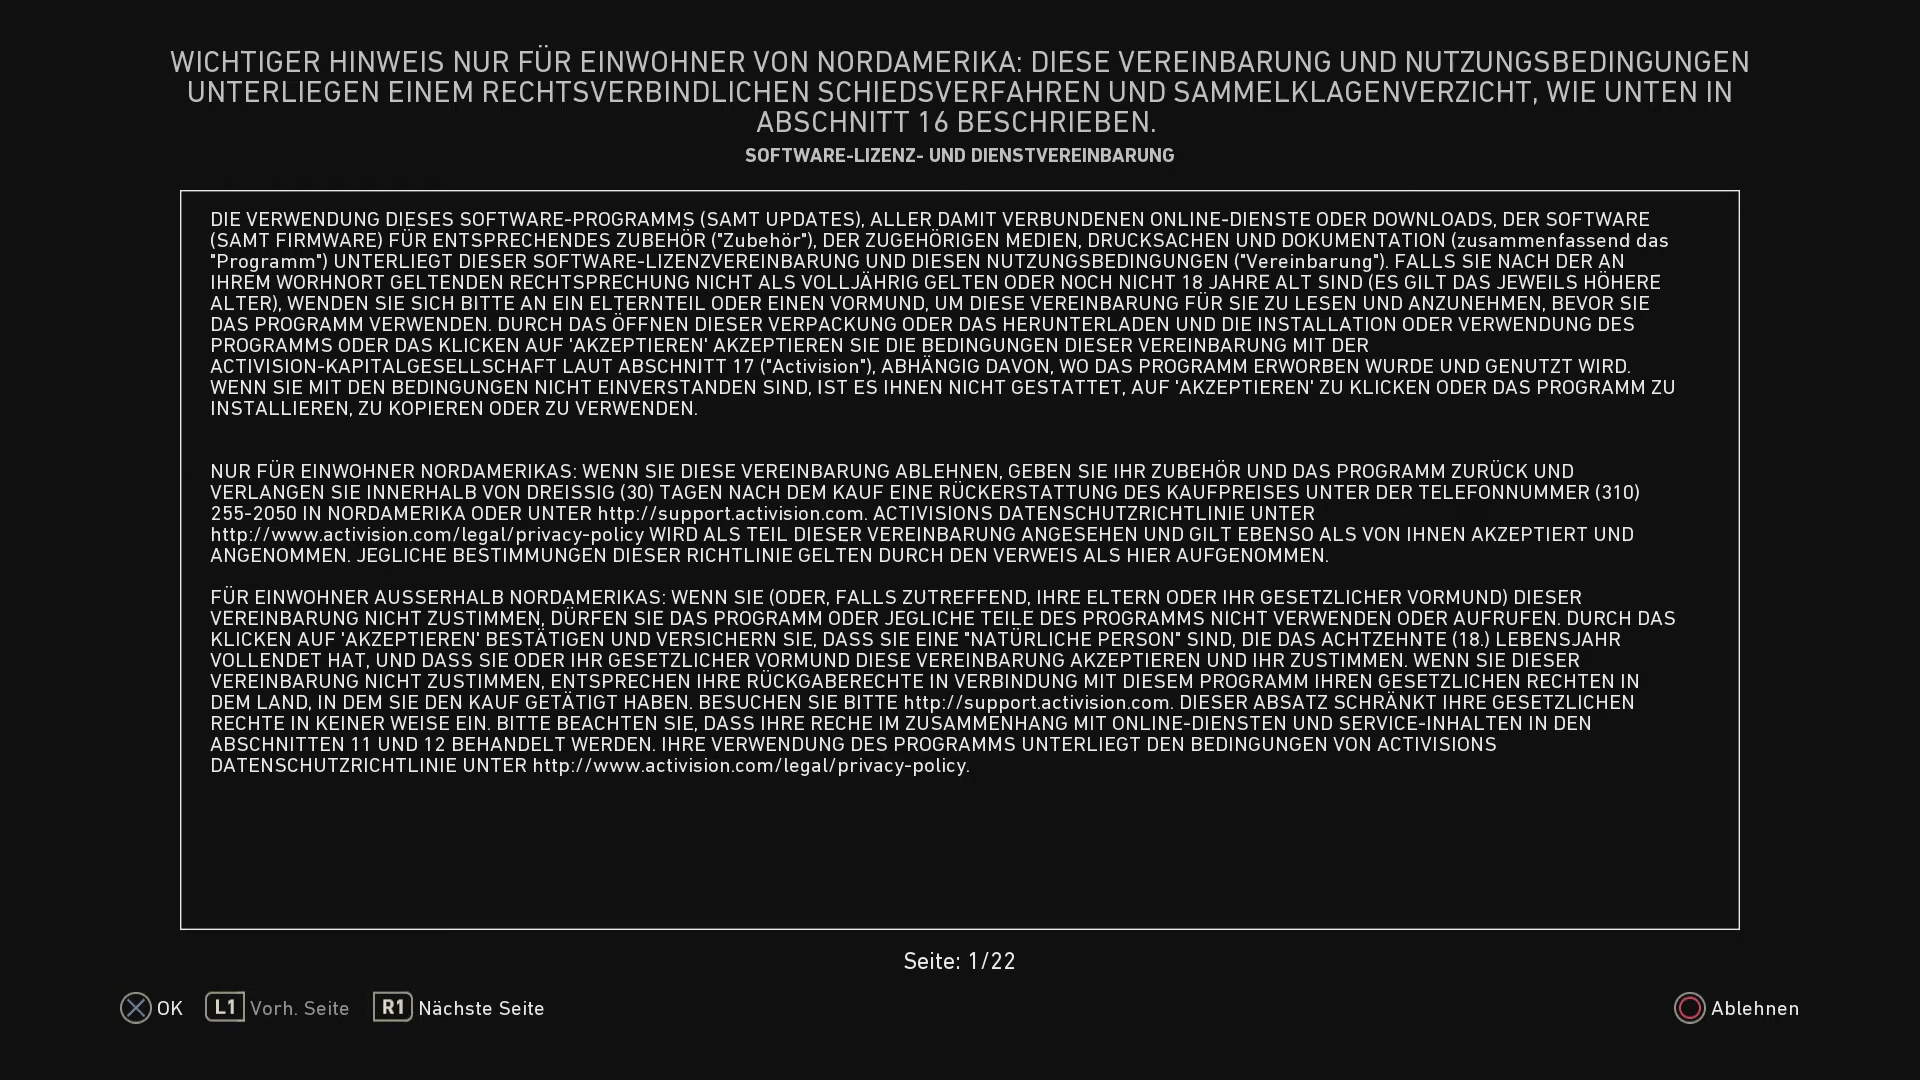 WICHTIGER HINWEIS NUR FÜR EINWOHNER VON NORDAMERIKA: DIESE VEREINBARUNG UND NUTZUNGSBEDINGUNGEN
UNTERLIEGEN EINEM RECHTSVERBINDLICHEN SCHIEDSVERFAHREN UND SAMMELKLAGENVERZICHT, WIE UNTEN IN
ABSCHNITT 16 BESCHRIEBEN.
SOFTWARE-LIZENZ- UND DIENSTVEREINBARUNG
DIE VERWENDUNG DIESES SOFTWARE-PROGRAMMS (SAMT UPDATES), ALLER DAMIT VERBUNDENEN ONLINE-DIENSTE ODER DOWNLOADS, DER SOFTWARE
(SAMT FIRMWARE) FÜR ENTSPRECHENDES ZUBEHÖR ("Zubehör"), DER ZUGEHÖRIGEN MEDIEN, DRUCKSACHEN UND DOKUMENTATION (zusammenfassend das
"Programm") UNTERLIEGT DIESER SOFTWARE-LIZENZVEREINBARUNG UND DIESEN NUTZUNGSBEDINGUNGEN ("Vereinbarung"). FALLS SIE NACH DER AN
IHREM WORHNORT GELTENDEN RECHTSPRECHUNG NICHT ALS VOLLJÄHRIG GELTEN ODER NOCH NICHT 18 JAHRE ALT SIND (ES GILT DAS JEWEILS HÖHERE
ALTER), WENDEN SIE SICH BITTE AN EIN ELTERNTEIL ODER EINEN VORMUND, UM DIESE VEREINBARUNG FÜR SIE ZU LESEN UND ANZUNEHMEN, BEVOR SIE
DAS PROGRAMM VERWENDEN. DURCH DAS ÖFFNEN DIESER VERPACKUNG ODER DAS HERUNTERLADEN UND DIE INSTALLATION ODER VERWENDUNG DES
PROGRAMMS ODER DAS KLICKEN AUF 'AKZEPTIEREN' AKZEPTIEREN SIE DIE BEDINGUNGEN DIESER VEREINBARUNG MIT DER
ACTIVISION-KAPITALGESELLSCHAFT LAUT ABSCHNITT 17 ("Activision"), ABHÄNGIG DAVON, WO DAS PROGRAMM ERWORBEN WURDE UND GENUTZT WIRD.
WENN SIE MIT DEN BEDINGUNGEN NICHT EINVERSTANDEN SIND, IST ES IHNEN NICHT GESTATTET, AUF 'AKZEPTIEREN' ZU KLICKEN ODER DAS PROGRAMM ZU
INSTALLIEREN, ZU KOPIEREN ODER ZU VERWENDEN.
NUR FÜR EINWOHNER NORDAMERIKAS: WENN SIE DIESE VEREINBARUNG ABLEHNEN, GEBEN SIE IHR ZUBEHÖR UND DAS PROGRAMM ZURÜCK UND
VERLANGEN SIE INNERHALB VON DREISSIG (30) TAGEN NACH DEM KAUF EINE RÜCKERSTATTUNG DES KAUFPREISES UNTER DER TELEFONNUMMER (310)
255-2050 IN NORDAMERIKA ODER UNTER http://support.activision.com. ACTIVISIONS DATENSCHUTZRICHTLINIE UNTER
http://www.activision.com/legal/privacy-policy WIRD ALS TEIL DIESER VEREINBARUNG ANGESEHEN UND GILT EBENSO ALS VON IHNEN AKZEPTIERT UND
ANGENOMMEN. JEGLICHE BESTIMMUNGEN DIESER RICHTLINIE GELTEN DURCH DEN VERWEIS ALS HIER AUFGENOMMEN.
FÜR EINWOHNER AUSSERHALB NORDAMERIKAS: WENN SIE (ODER, FALLS ZUTREFFEND, IHRE ELTERN ODER IHR GESETZLICHER VORMUND) DIESER
VEREINBARUNG NICHT ZUSTIMMEN, DÜRFEN SIE DAS PROGRAMM ODER JEGLICHE TEILE DES PROGRAMMS NICHT VERWENDEN ODER AUFRUFEN. DURCH DAS
KLICKEN AUF 'AKZEPTIEREN' BESTÄTIGEN UND VERSICHERN SIE, DASS SIE EINE "NATÜRLICHE PERSON" SIND, DIE DAS ACHTZEHNTE (18.) LEBENSJAHR
VOLLENDET HAT, UND DASS SIE ODER IHR GESETZLICHER VORMUND DIESE VEREINBARUNG AKZEPTIEREN UND IHR ZUSTIMMEN. WENN SIE DIESER
VEREINBARUNG NICHT ZUSTIMMEN, ENTSPRECHEN IHRE RÜCKGABERECHTE IN VERBINDUNG MIT DIESEM PROGRAMM IHREN GESETZLICHEN RECHTEN IN
DEM LAND, IN DEM SIE DEN KAUF GETÄTIGT HABEN. BESUCHEN SIE BITTE http://support.activision.com. DIESER ABSATZ SCHRÄNKT IHRE GESETZLICHEN
RECHTE IN KEINER WEISE EIN. BITTE BEACHTEN SIE, DASS IHRE RECHE IM ZUSAMMENHANG MIT ONLINE-DIENSTEN UND SERVICE-INHALTEN IN DEN
ABSCHNITTEN 11 UND 12 BEHANDELT WERDEN. IHRE VERWENDUNG DES PROGRAMMS UNTERLIEGT DEN BEDINGUNGEN VON ACTIVISIONS
DATENSCHUTZRICHTLINIE UNTER http://www.activision.com/legal/privacy-policy.
Seite: 1/22
OK L1 Vorh. Seite R1 Nächste Seite Ablehnen